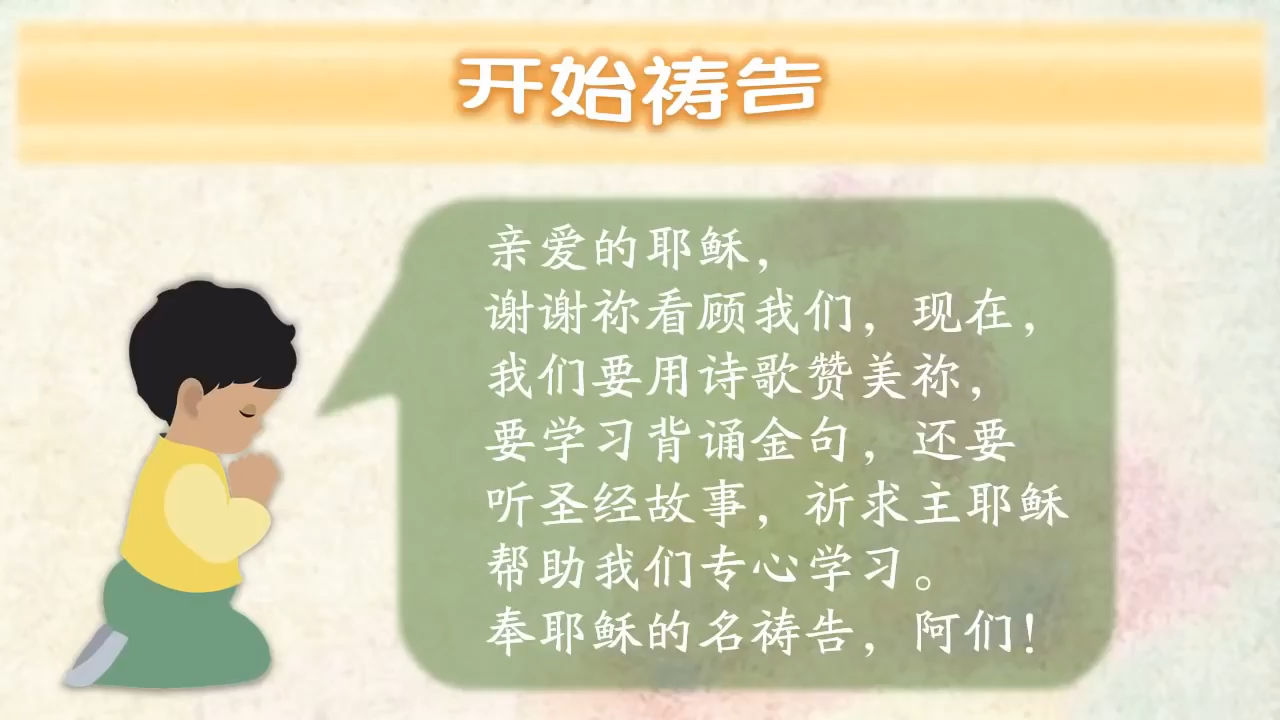 开始祷告
亲爱的耶稣，
谢谢祢看顾我们，现在，
我们要用诗歌赞美祢，
要学习背诵金句，还要
听圣经故事，祈求主耶稣
帮助我们专心学习。
奉耶稣的名祷告，阿们！